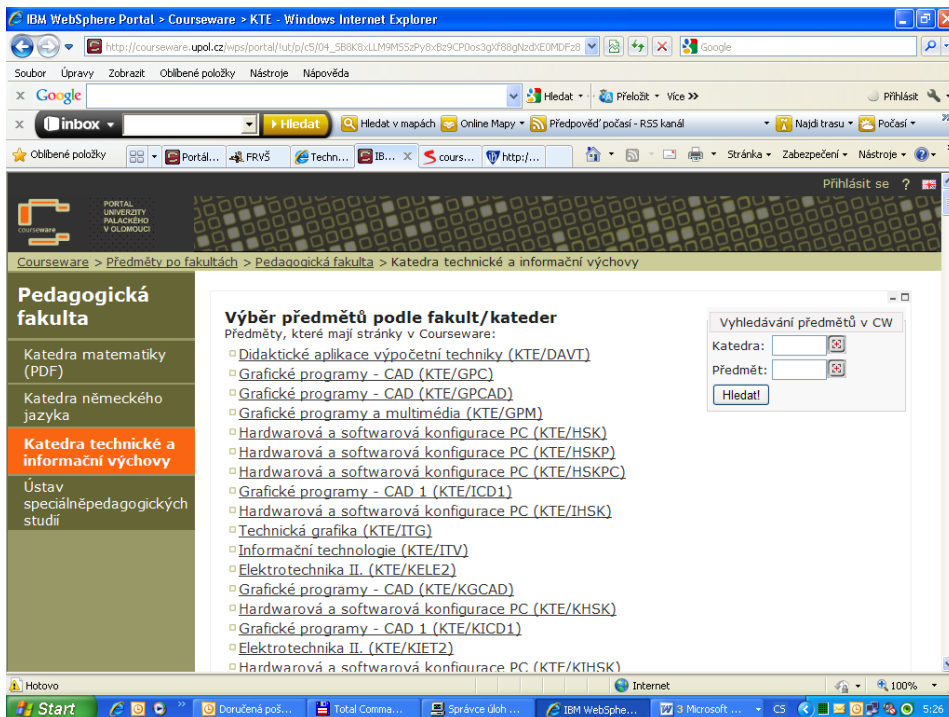 IBM WebSphere Portal > Courseware > KTE - Windows Internet Explorer
http://courseware.upol.cz/wps/portal/!ut/p/c5/
Google
Soubor Úpravy Zobrazit Oblíbené položky Nástroje Nápověda
x Google Hledat Přeložit Více >> Přihlásit
x inbox Hledat Hledat v mapách Online Mapy Předpověď počasí - RSS kanál Najdi trasu Počasí
Oblíbené položky Portál... FRVŠ Techn... IB... X cours... http:/... Stránka Zabezpečení Nástroje
Přihlásit se ?
courseware
PORTAL
UNIVERZITY
PALACKÉHO
V OLOMOUCI
Courseware > Předměty po fakultách > Pedagogická fakulta > Katedra technické a informační výchovy
Pedagogická
fakulta
Katedra matematiky
(PDF)
Katedra německého
jazyka
Katedra technické a
informační výchovy
Ústav
speciálněpedagogických
studií
Výběr předmětů podle fakult/kateder
Předměty, které mají stránky v Courseware:
Didaktické aplikace výpočetní techniky (KTE/DAVT)
Grafické programy - CAD (KTE/GPC)
Grafické programy - CAD (KTE/GPCAD)
Grafické programy a multimédia (KTE/GPM)
Hardwarová a softwarová konfigurace PC (KTE/HSK)
Hardwarová a softwarová konfigurace PC (KTE/HSKP)
Hardwarová a softwarová konfigurace PC (KTE/HSKPC)
Grafické programy - CAD 1 (KTE/ICD1)
Hardwarová a softwarová konfigurace PC (KTE/IHSK)
Technická grafika (KTE/ITG)
Informační technologie (KTE/ITV)
Elektrotechnika II. (KTE/KELE2)
Grafické programy - CAD (KTE/KGCAD)
Hardwarová a softwarová konfigurace PC (KTE/KHSK)
Grafické programy - CAD 1 (KTE/KICD1)
Elektrotechnika II. (KTE/KIET2)
Hardwarová a softwarová konfigurace PC (KTE/KIHSK)
Vyhledávání předmětů v CW
Katedra:
Předmět:
Hledat!
Hotovo Internet 100%
Start Doručená poš... Total Comma... Správce úloh ... IBM WebSphe... 3 Microsoft ... CS 5:26